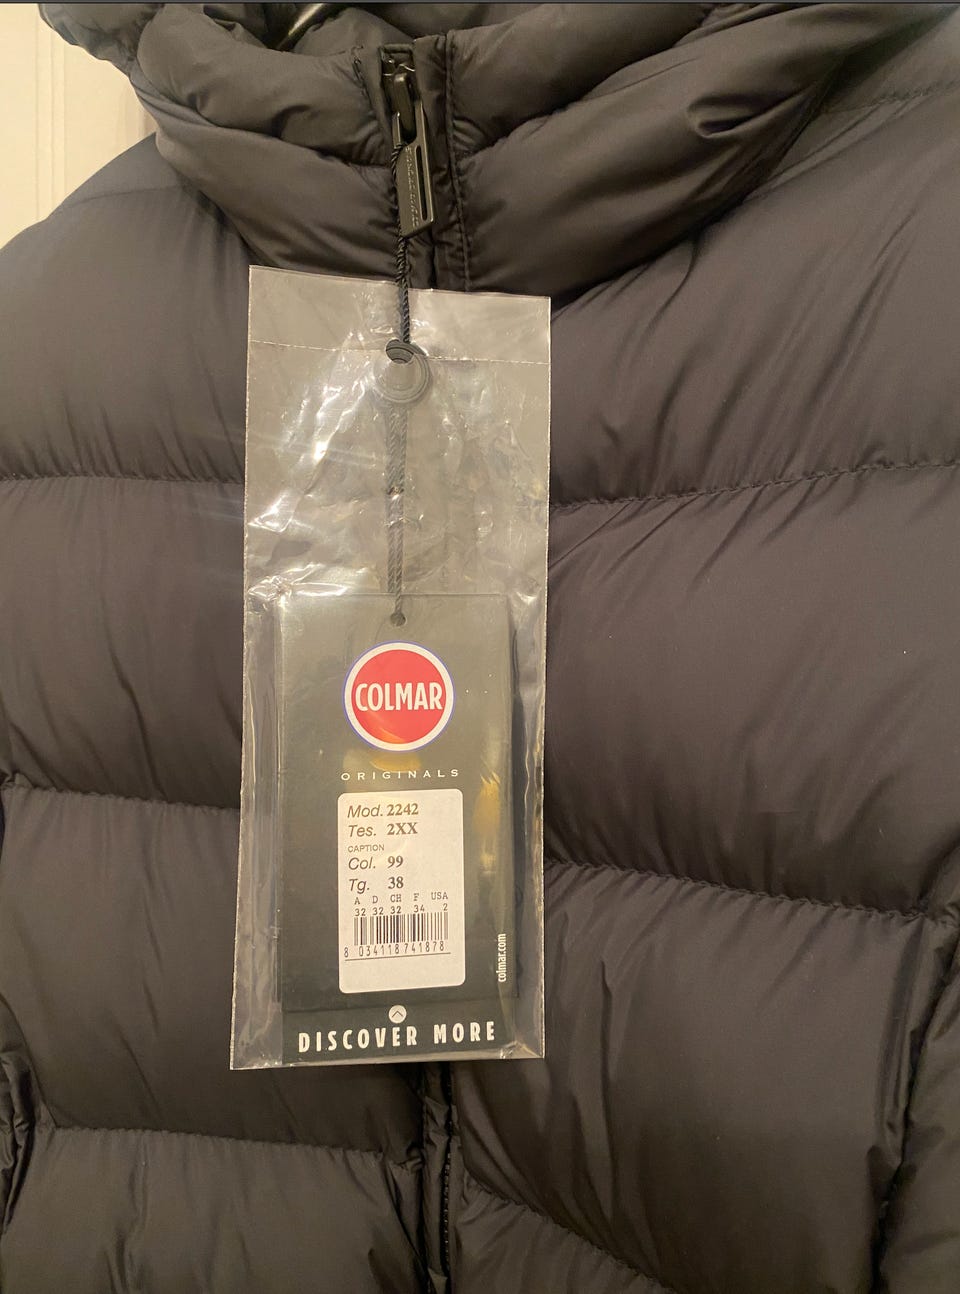 COLMAR
ORIGINALS
Mod. 2242
Tes. 2XX
CAPTION
Col. 99
Tg. 38
A D CH F USA
32 32 32 34 2
8 034118 741878
colmar.com
DISCOVER MORE